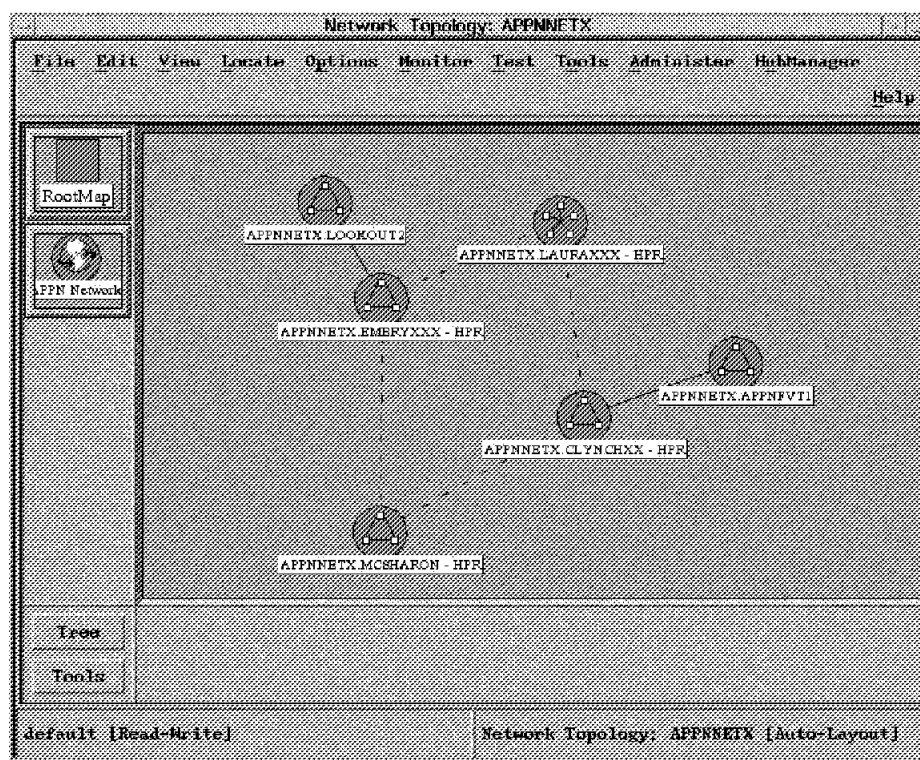 Network Topology: APPNNETX
File Edit View Locate Options Monitor Test Tools Administer HubManager
Help
RootMap
APPN Network
APPNNETX.LOOKOUT2
APPNNETX.LAURAXXX - HPR
APPNNETX.EMERYXXX - HPR
APPNNETX.APPNFVT1
APPNNETX.CLYNCHXX - HPR
APPNNETX.MCSHARON - HPR
Tree
Tools
default [Read-Write]
Network Topology: APPNNETX [Auto-Layout]